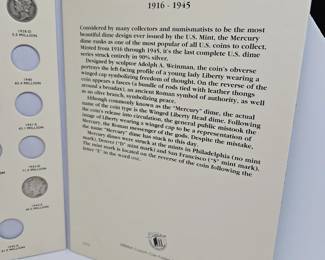 1916 - 1945
Considered by many collectors and numismatists to be the most
beautiful dime design ever issued by the U.S. Mint, the Mercury
dime ranks as one of the most popular of all U.S. coins to collect.
Minted from 1916 through 1945, it's the last complete U.S. dime
series struck entirely in 90% silver.
Designed by sculptor Adolph A. Weinman, the coin's obverse
portrays the left-facing profile of a young lady Liberty wearing a
winged cap symbolizing freedom of thought. On the reverse of the
coin appears a fasces (a bundle of rods tied with leather thongs
around a broadax), an ancient Roman symbol of authority, as well
as an olive branch, symbolizing peace.
Although commonly known as the "Mercury" dime, the actual
name of the coin type is the Winged Liberty Head dime. Following
the coin's release into circulation, the general public mistook the
image of Liberty wearing a winged cap to be a representation of
Mercury, the Roman messenger of the gods. Despite the mistake,
the name "Mercury" dime has stuck to this day.
Mercury dimes were struck at the mints in Philadelphia (no mint
mark), Denver ("D" mint mark) and San Francisco ("S" mint mark).
The mint mark is located on the reverse of the coin following the
letter "E" in the word
1940